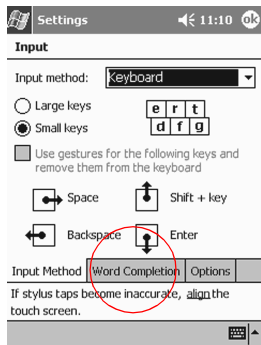 Settings 11:10 ok
Input
Input method: Keyboard
Large keys
Small keys
e r t
d f g
Use gestures for the following keys and
remove them from the keyboard
Space Shift + key
Backspace Enter
Input Method Word Completion Options
If stylus taps become inaccurate, align the
touch screen.